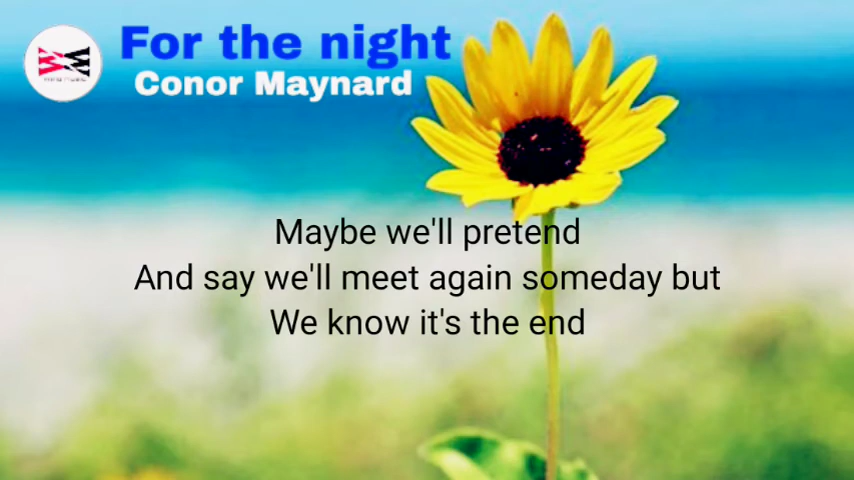 For the night
Conor Maynard
Maybe we'll pretend
And say we'll meet again someday but
We know it's the end